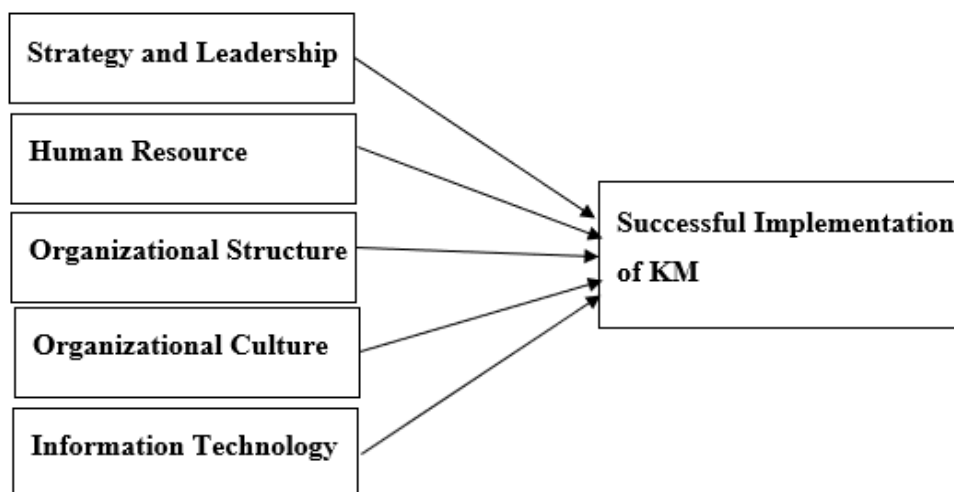 Strategy and Leadership
Human Resource
Organizational Structure
Organizational Culture
Information Technology
Successful Implementation
of KM